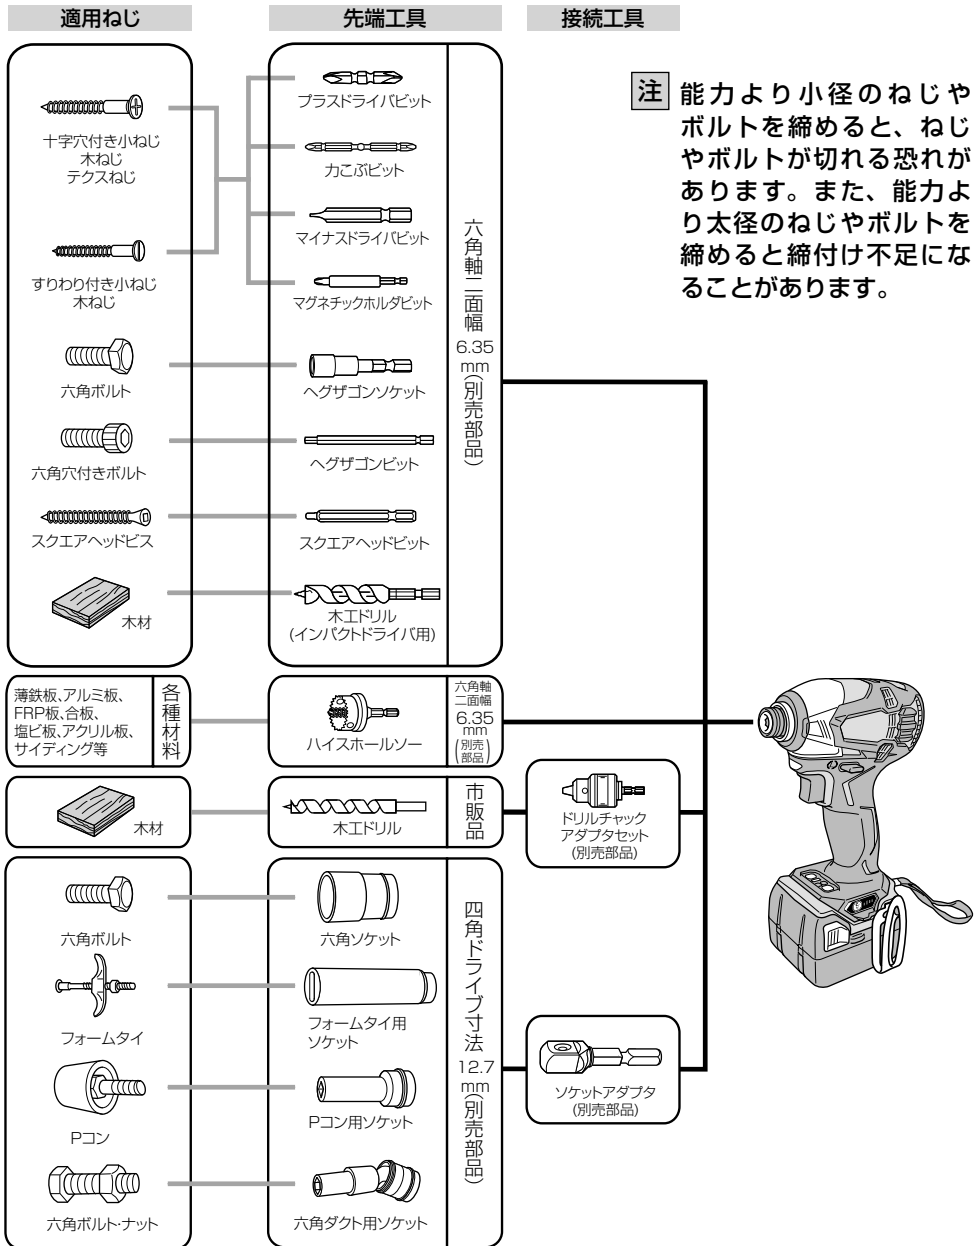 適用ねじ
先端工具
接続工具
十字穴付き小ねじ
木ねじ
テクスねじ
すりわり付き小ねじ
木ねじ
六角ボルト
六角穴付きボルト
スクエアヘッドビス
木材
プラスドライバビット
力こぶビット
マイナスドライバビット
マグネチックホルダビット
ヘグザゴンソケット
ヘグザゴンビット
スクエアヘッドビット
木工ドリル
(インパクトドライバ用)
六角軸二面幅6.35mm(別売部品)
注 能力より小径のねじや
ボルトを締めると、ねじ
やボルトが切れる恐れが
あります。また、能力よ
り太径のねじやボルトを
締めると締付け不足にな
ることがあります。
薄鉄板、アルミ板、
FRP板、合板、
塩ビ板、アクリル板、
サイディング等
各種材料
ハイスホールソー
六角軸
二面幅
6.35
mm
(別売
部品)
木材
木工ドリル
市販品
ドリルチャック
アダプタセット
(別売部品)
六角ボルト
フォームタイ
Pコン
六角ボルト・ナット
六角ソケット
フォームタイ用
ソケット
Pコン用ソケット
六角ダクト用ソケット
四角ドライブ寸法12.7mm(別売部品)
ソケットアダプタ
(別売部品)